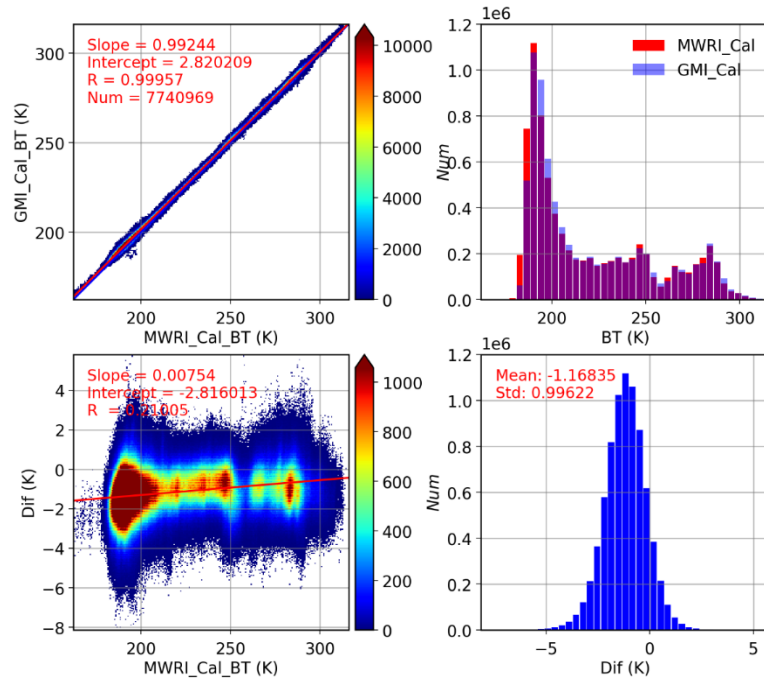 Slope = 0.99244
Intercept = 2.820209
R = 0.99957
Num = 7740969
GMI_Cal_BT (K)
300
250
200
200
250
300
MWRI_Cal_BT (K)
10000
8000
6000
4000
2000
0
1e6
MWRI_Cal
GMI_Cal
Num
1.2
1.0
0.8
0.6
0.4
0.2
0.0
200
250
300
BT (K)
Slope = 0.00754
Intercept = -2.816013
R = 0.21005
Dif (K)
4
2
0
−2
−4
−6
−8
200
250
300
MWRI_Cal_BT (K)
1000
800
600
400
200
0
1e6
Mean: -1.16835
Std: 0.99622
Num
1.2
1.0
0.8
0.6
0.4
0.2
0.0
−5
0
5
Dif (K)